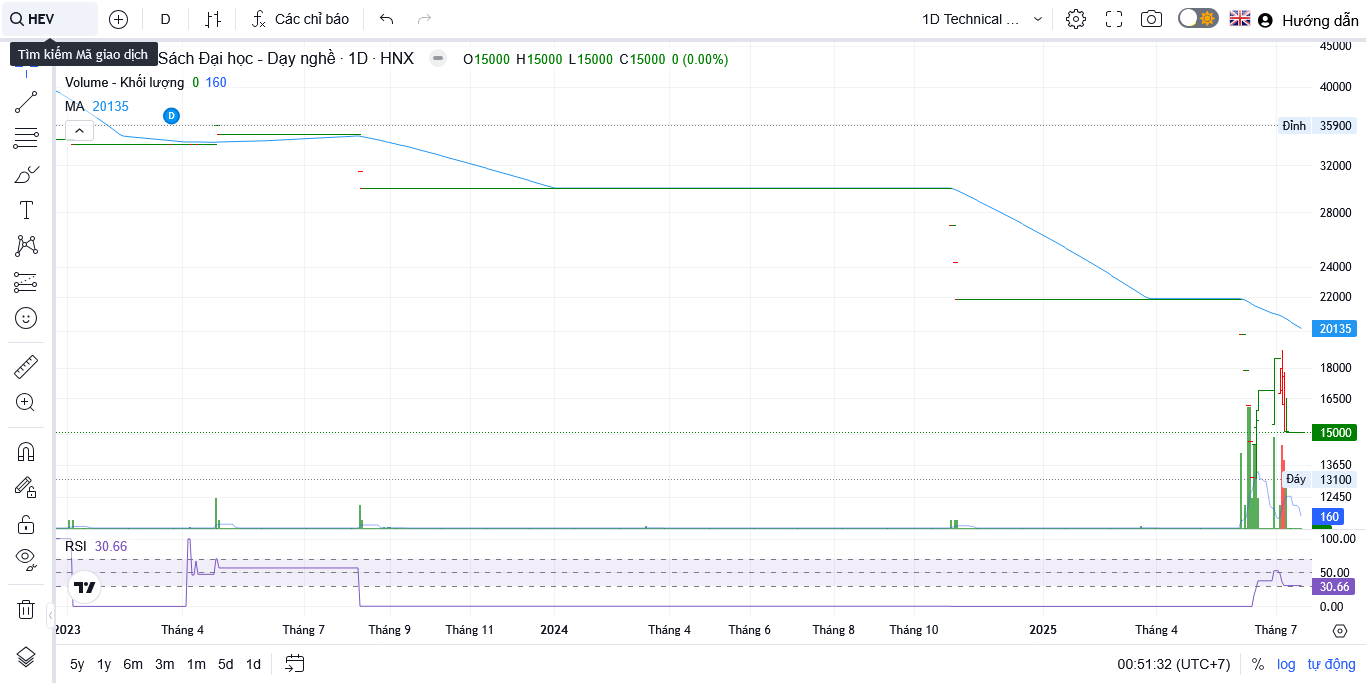 HEV
D
Các chỉ báo
1D Technical ...
Hướng dẫn
Tìm kiếm Mã giao dịch
Sách Đại học - Dạy nghề · 1D · HNX
O15000 H15000 L15000 C15000 0 (0.00%)
Volume - Khối lượng 0 160
MA 20135
D
45000
40000
Đỉnh 35900
32000
28000
24000
22000
20135
18000
16500
15000
13650
Đáy 13100
12450
160
RSI 30.66
100.00
50.00
30.66
0.00
2023 Tháng 4 Tháng 7 Tháng 9 Tháng 11 2024 Tháng 4 Tháng 6 Tháng 8 Tháng 10 2025 Tháng 4 Tháng 7
5y 1y 6m 3m 1m 5d 1d
00:51:32 (UTC+7) % log tự động